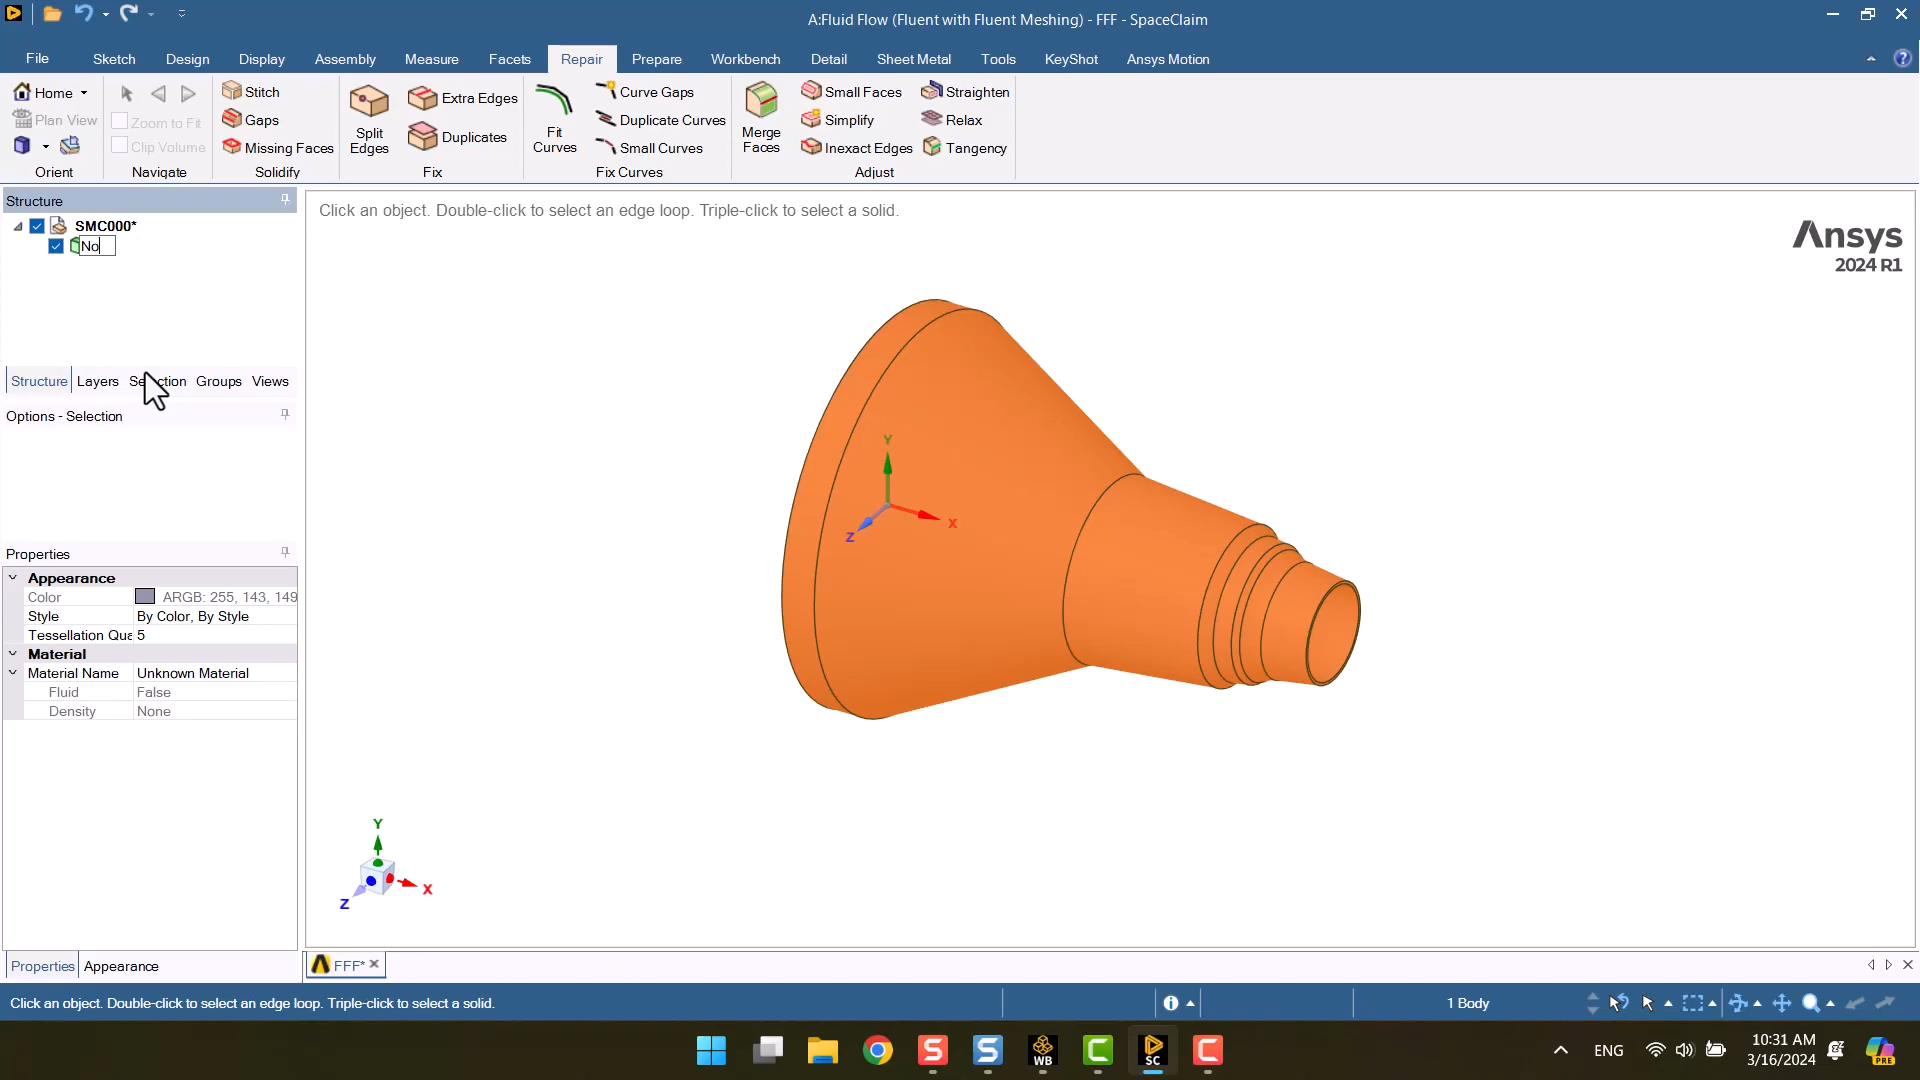 A:Fluid Flow (Fluent with Fluent Meshing) - FFF - SpaceClaim
File Sketch Design Display Assembly Measure Facets Repair Prepare Workbench Detail Sheet Metal Tools KeyShot Ansys Motion
Home
Plan View
Orient
Zoom to Fit
Clip Volume
Navigate
Stitch
Gaps
Missing Faces
Solidify
Split
Edges
Extra Edges
Duplicates
Fix
Fit
Curves
Curve Gaps
Duplicate Curves
Small Curves
Fix Curves
Merge
Faces
Small Faces
Simplify
Inexact Edges
Straighten
Relax
Tangency
Adjust
Structure
SMC000*
No
Structure Layers Selection Groups Views
Options - Selection
Properties
Appearance
Color ARGB: 255, 143, 149
Style By Color, By Style
Tessellation Qua 5
Material
Material Name Unknown Material
Fluid False
Density None
Properties Appearance
Click an object. Double-click to select an edge loop. Triple-click to select a solid.
Ansys
2024 R1
Y
X
Z
Y
X
Z
FFF*
Click an object. Double-click to select an edge loop. Triple-click to select a solid.
1 Body
WB
SC
ENG
10:31 AM
3/16/2024
PRE